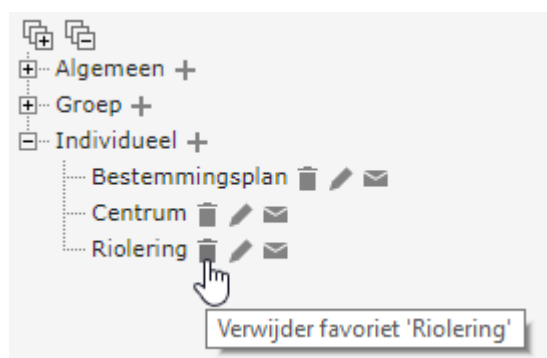 Algemeen
Groep
Individueel
Bestemmingsplan
Centrum
Riolering
Verwijder favoriet 'Riolering'